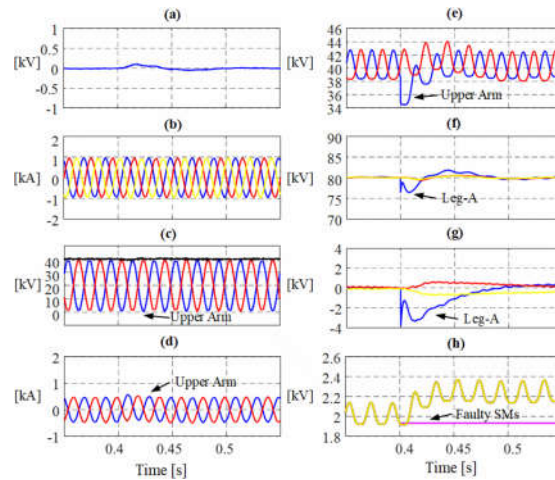 (a)
1
0.5
[kV]
0
-0.5
-1
(b)
2
1
[kA]
0
-1
-2
(c)
40
30
[kV]
20
10
0
Upper Arm
(d)
2
Upper Arm
1
[kA]
0
-1
0.4
0.45
0.5
Time [s]
(e)
46
44
42
[kV]
40
38
36
34
Upper Arm
(f)
90
85
[kV]
80
75
70
Leg-A
(g)
4
2
[kV]
0
-2
-4
Leg-A
(h)
2.6
2.4
[kV]
2.2
2
1.8
Faulty SMs
0.4
0.45
0.5
Time [s]